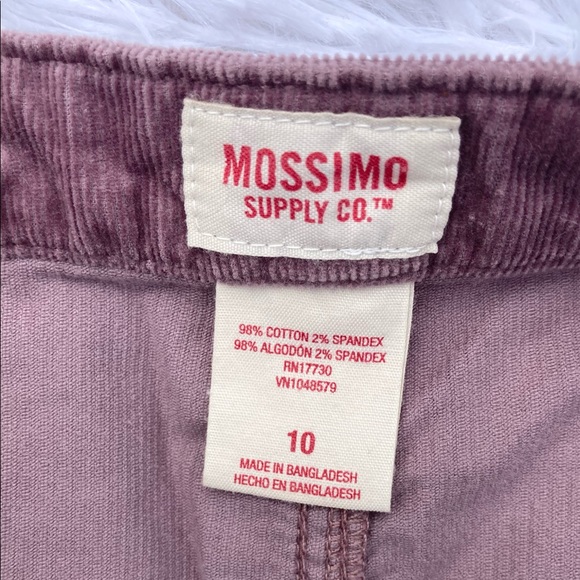 MOSSIMO
SUPPLY CO.™
98% COTTON 2% SPANDEX
98% ALGODÓN 2% SPANDEX
RN17730
VN1048579
10
MADE IN BANGLADESH
HECHO EN BANGLADESH